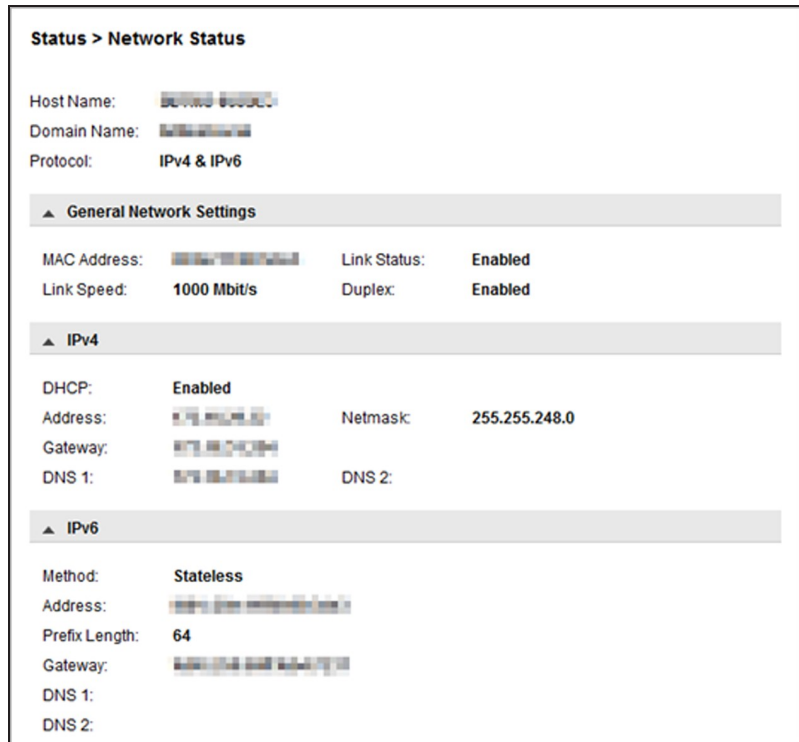 Status > Network Status
Host Name:
Domain Name:
Protocol: IPv4 & IPv6
General Network Settings
MAC Address: Link Status: Enabled
Link Speed: 1000 Mbit/s Duplex: Enabled
IPv4
DHCP: Enabled
Address: Netmask: 255.255.248.0
Gateway:
DNS 1: DNS 2:
IPv6
Method: Stateless
Address:
Prefix Length: 64
Gateway:
DNS 1:
DNS 2: